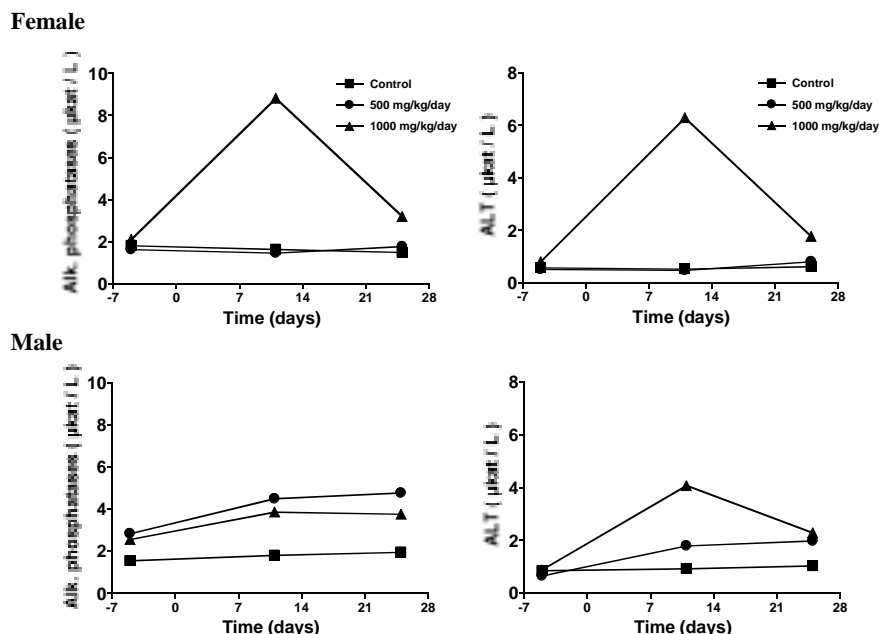 Female
Alk. phosphatases ( µkat / L )
10
8
6
4
2
0
-7 0 7 14 21 28
Time (days)
Control
500 mg/kg/day
1000 mg/kg/day
ALT ( µkat / L )
8
6
4
2
0
-7 0 7 14 21 28
Time (days)
Control
500 mg/kg/day
1000 mg/kg/day
Male
Alk. phosphatases ( µkat / L )
10
8
6
4
2
0
-7 0 7 14 21 28
Time (days)
ALT ( µkat / L )
8
6
4
2
0
-7 0 7 14 21 28
Time (days)